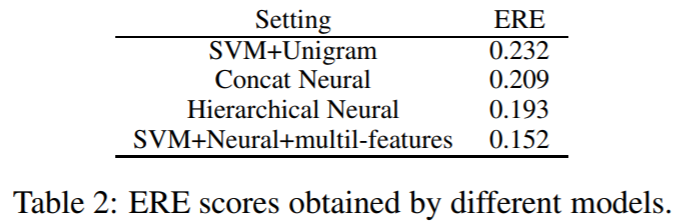 Setting ERE
SVM+Unigram 0.232
Concat Neural 0.209
Hierarchical Neural 0.193
SVM+Neural+multil-features 0.152
Table 2: ERE scores obtained by different models.